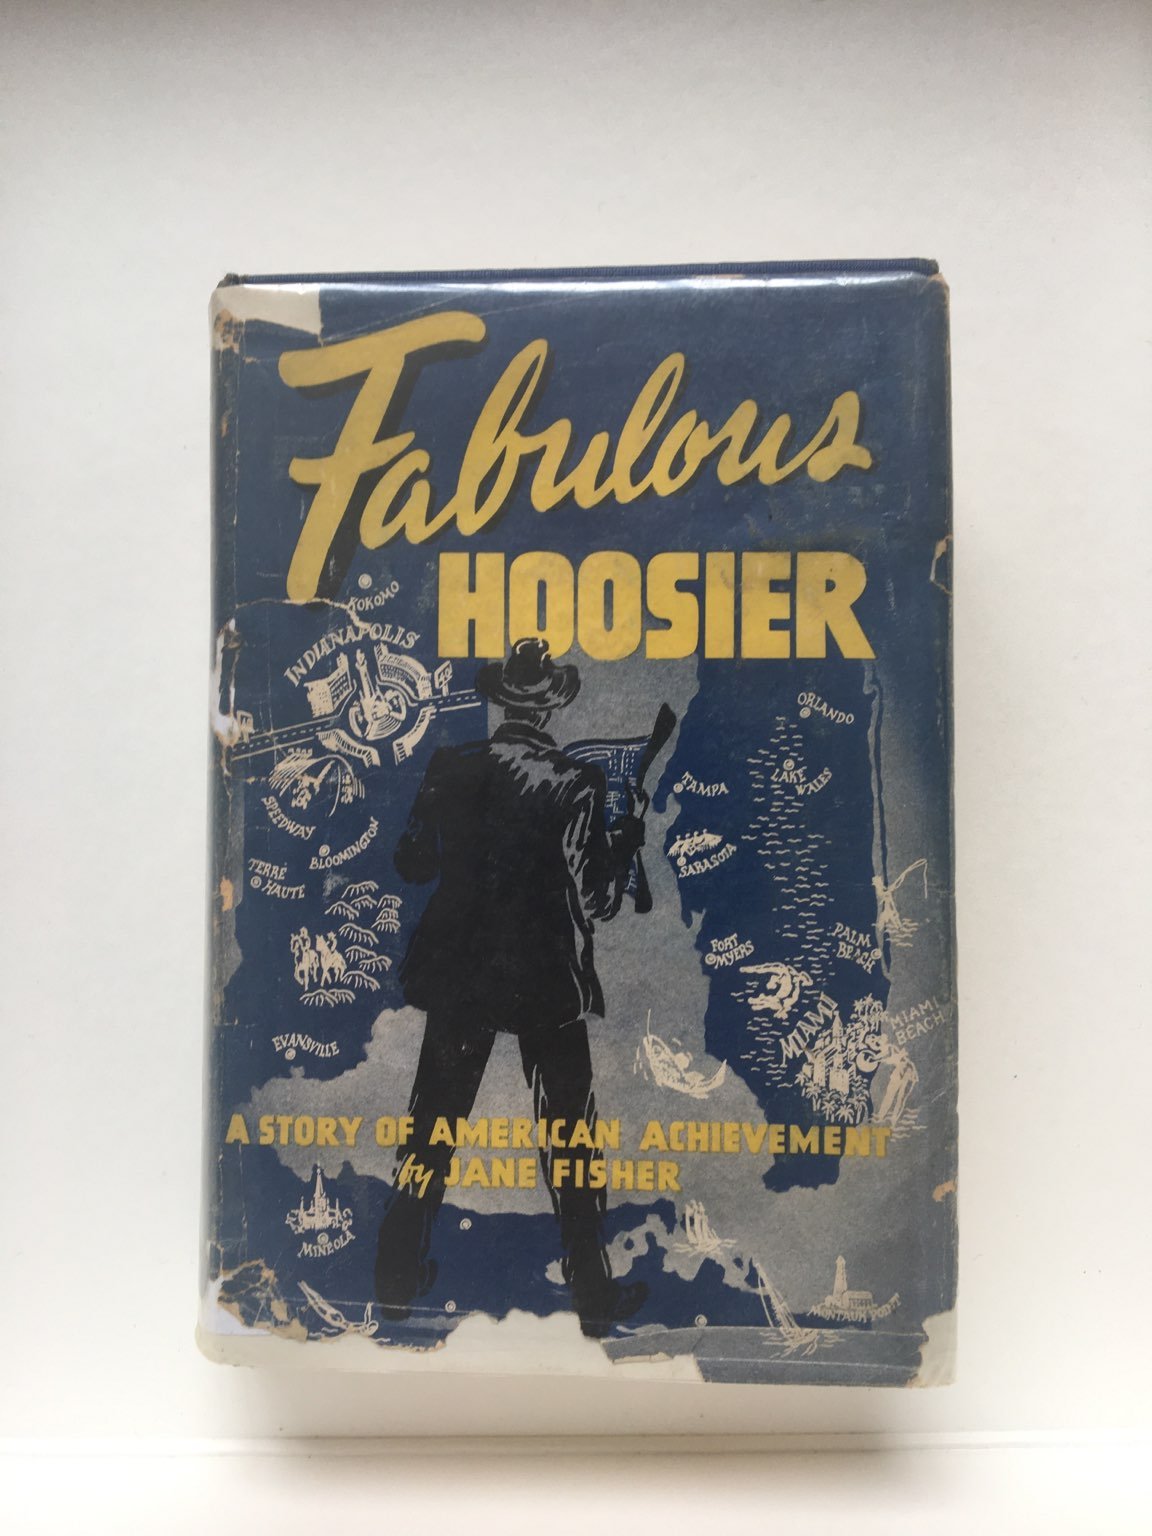 Fabulous
HOOSIER
KOKOMO
INDIANAPOLIS
SPEEDWAY
BLOOMINGTON
TERRE
HAUTE
EVANSVILLE
ORLANDO
LAKE
WALES
TAMPA
SARASOTA
FORT
MYERS
PALM
BEACH
MIAMI
MIAMI
BEACH
A STORY OF AMERICAN ACHIEVEMENT
by JANE FISHER
MINEOLA
MONTAUK POINT